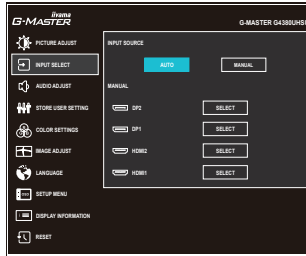 iiyama
G-MASTER
G-MASTER G4380UHSU
PICTURE ADJUST
INPUT SOURCE
INPUT SELECT
AUTO
MANUAL
AUDIO ADJUST
MANUAL
STORE USER SETTING
DP2
SELECT
COLOR SETTINGS
DP1
SELECT
IMAGE ADJUST
HDMI2
SELECT
LANGUAGE
HDMI1
SELECT
SETUP MENU
DISPLAY INFORMATION
RESET